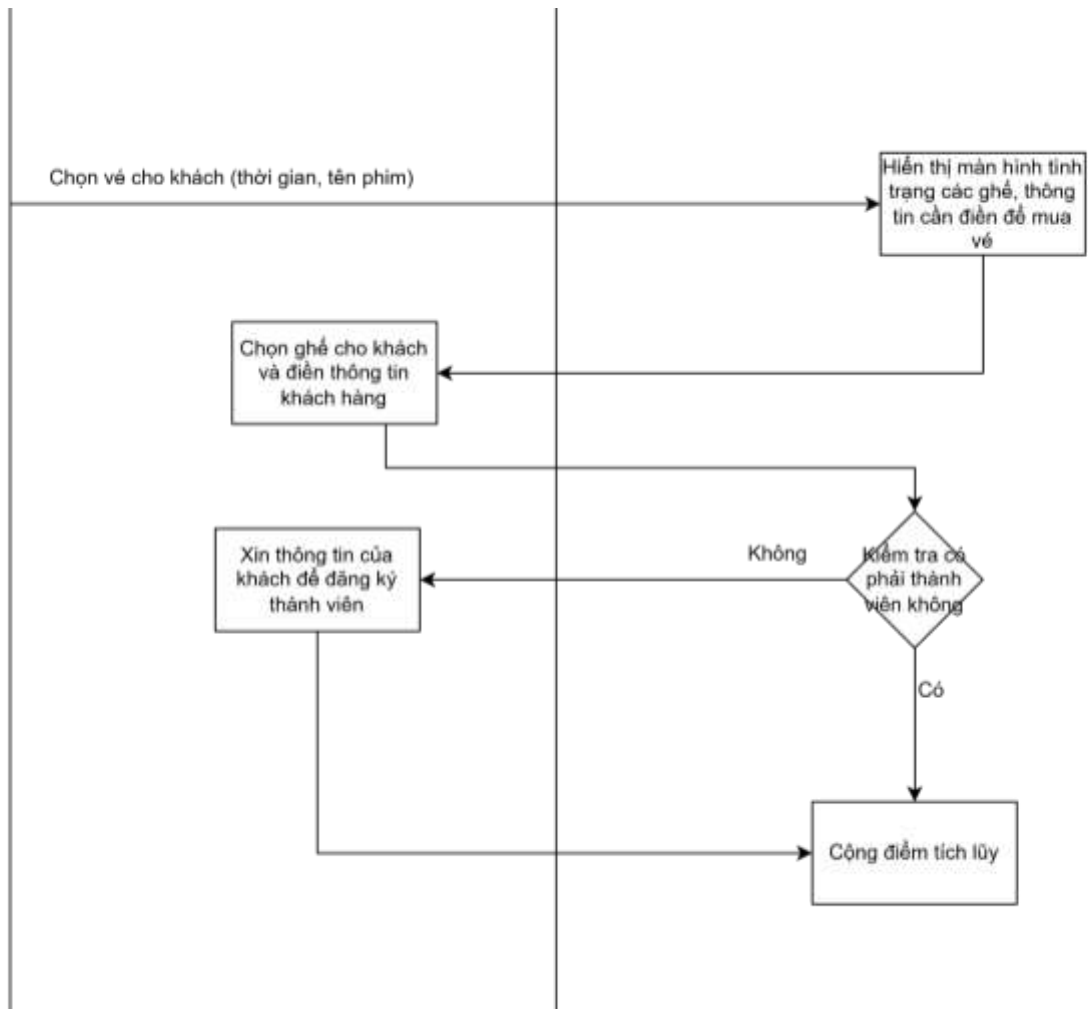 Chọn vé cho khách (thời gian, tên phim)
Hiển thị màn hình tình
trạng các ghế, thông
tin cần điền để mua
vé
Chọn ghế cho khách
và điền thông tin
khách hàng
Không
Kiểm tra có
phải thành
viên không
Xin thông tin của
khách để đăng ký
thành viên
Có
Cộng điểm tích lũy